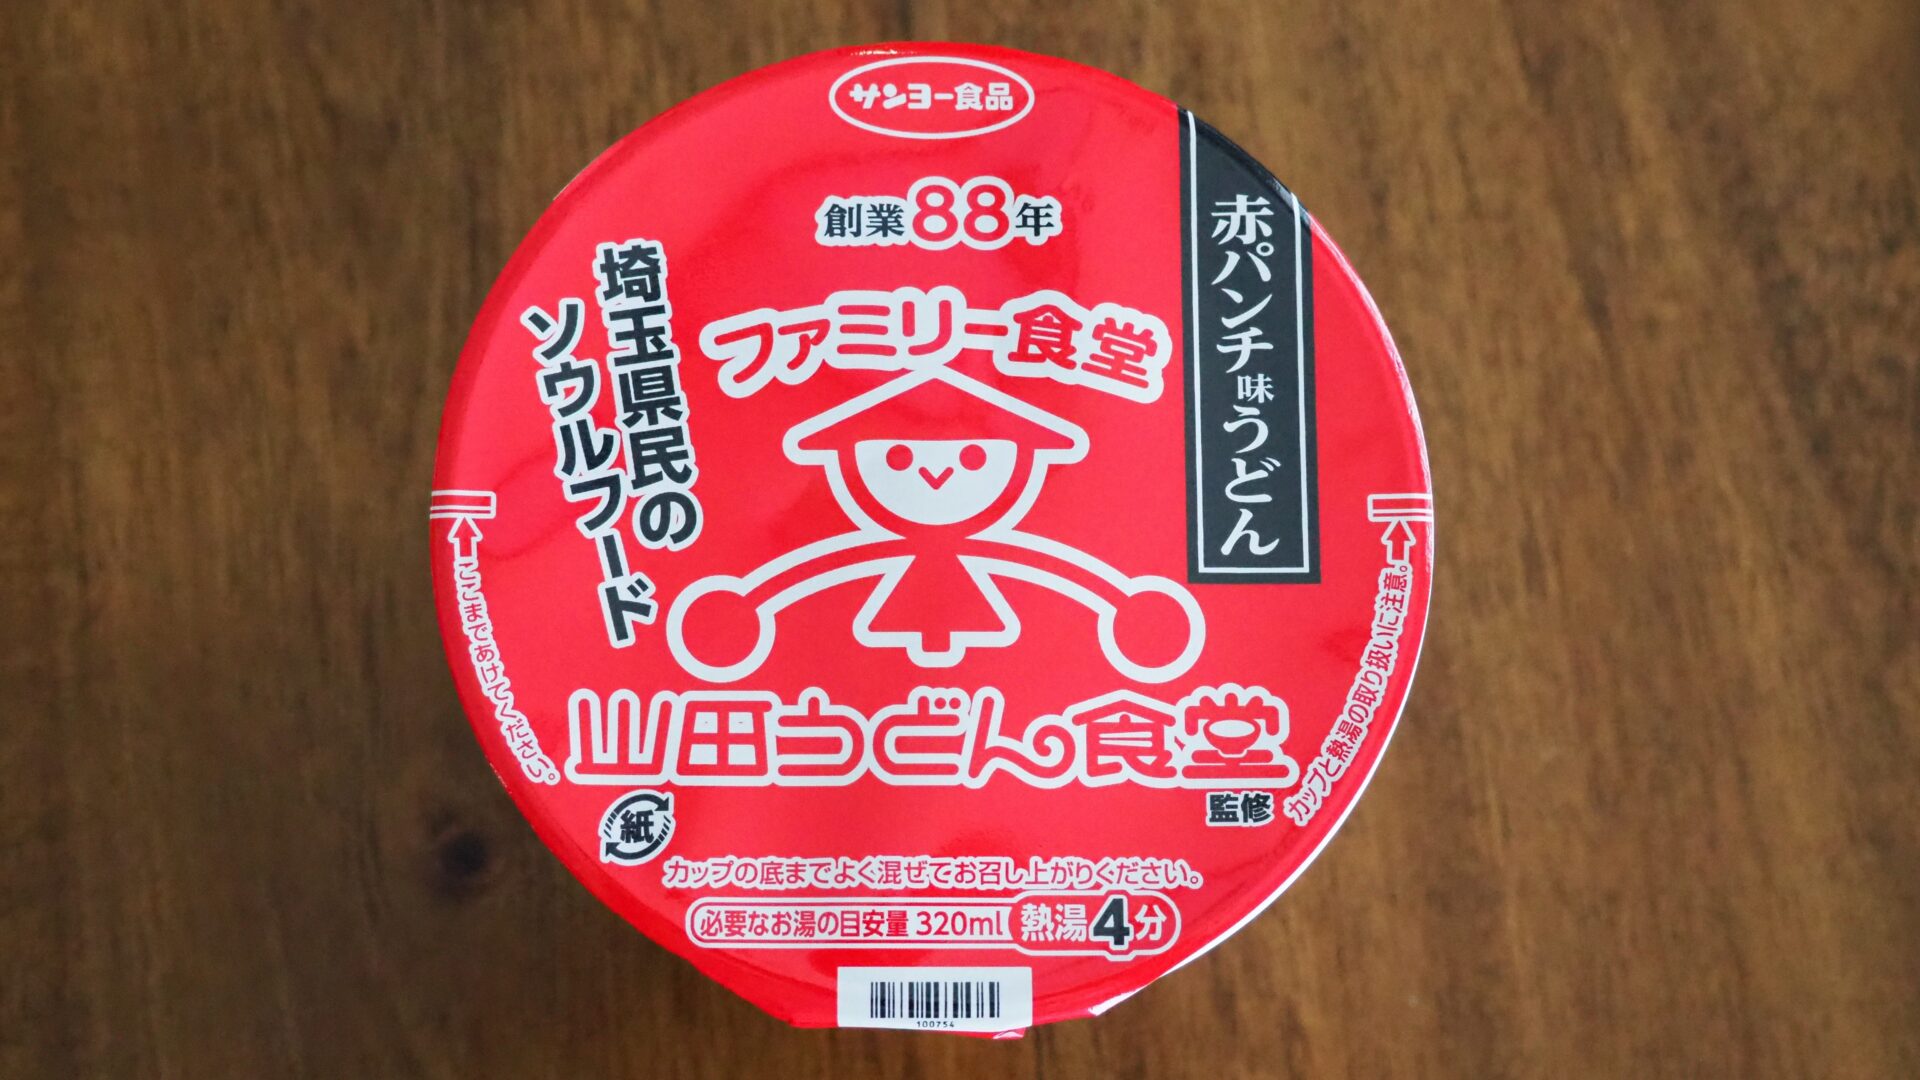 サンヨー食品
創業88年
埼玉県民の
ソウルフード
ファミリー食堂
赤パンチ味うどん
山田うどん食堂
監修
ここまであけてください。
カップと熱湯の取り扱いに注意。
紙
カップの底までよく混ぜてお召し上がりください。
必要なお湯の目安量 320ml 熱湯4分
100754